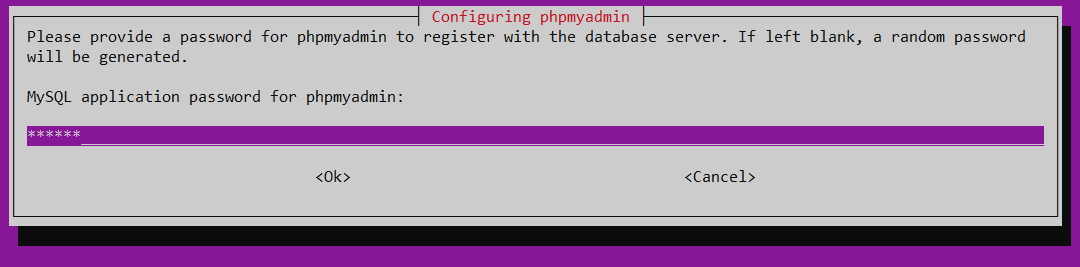 Configuring phpmyadmin
Please provide a password for phpmyadmin to register with the database server. If left blank, a random password
will be generated.
MySQL application password for phpmyadmin:
******
<Ok> <Cancel>